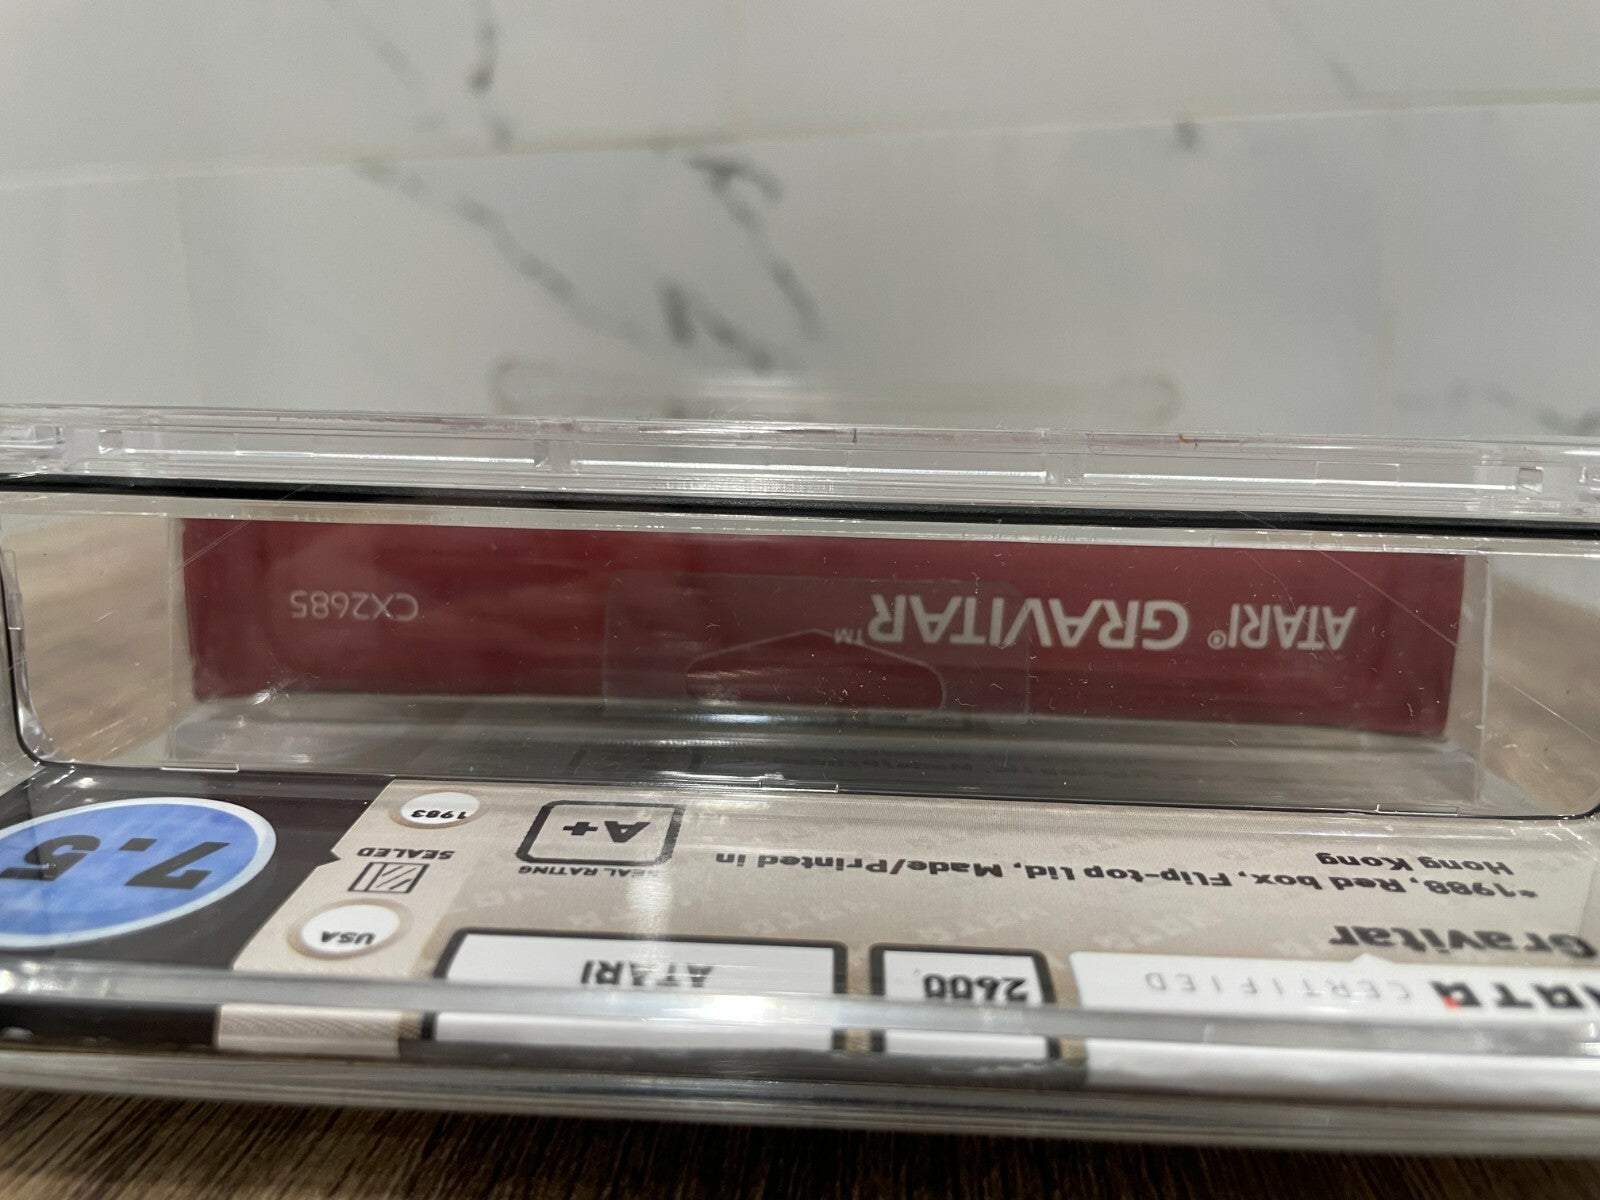 ATARI® GRAVITAR™
CX2685
WATA CERTIFIED
2600
ATARI
USA
Gravitar
*1988, Red box, Flip-top lid, Made/Printed in
Hong Kong
SEAL RATING
A+
SEALED
1983
7.5